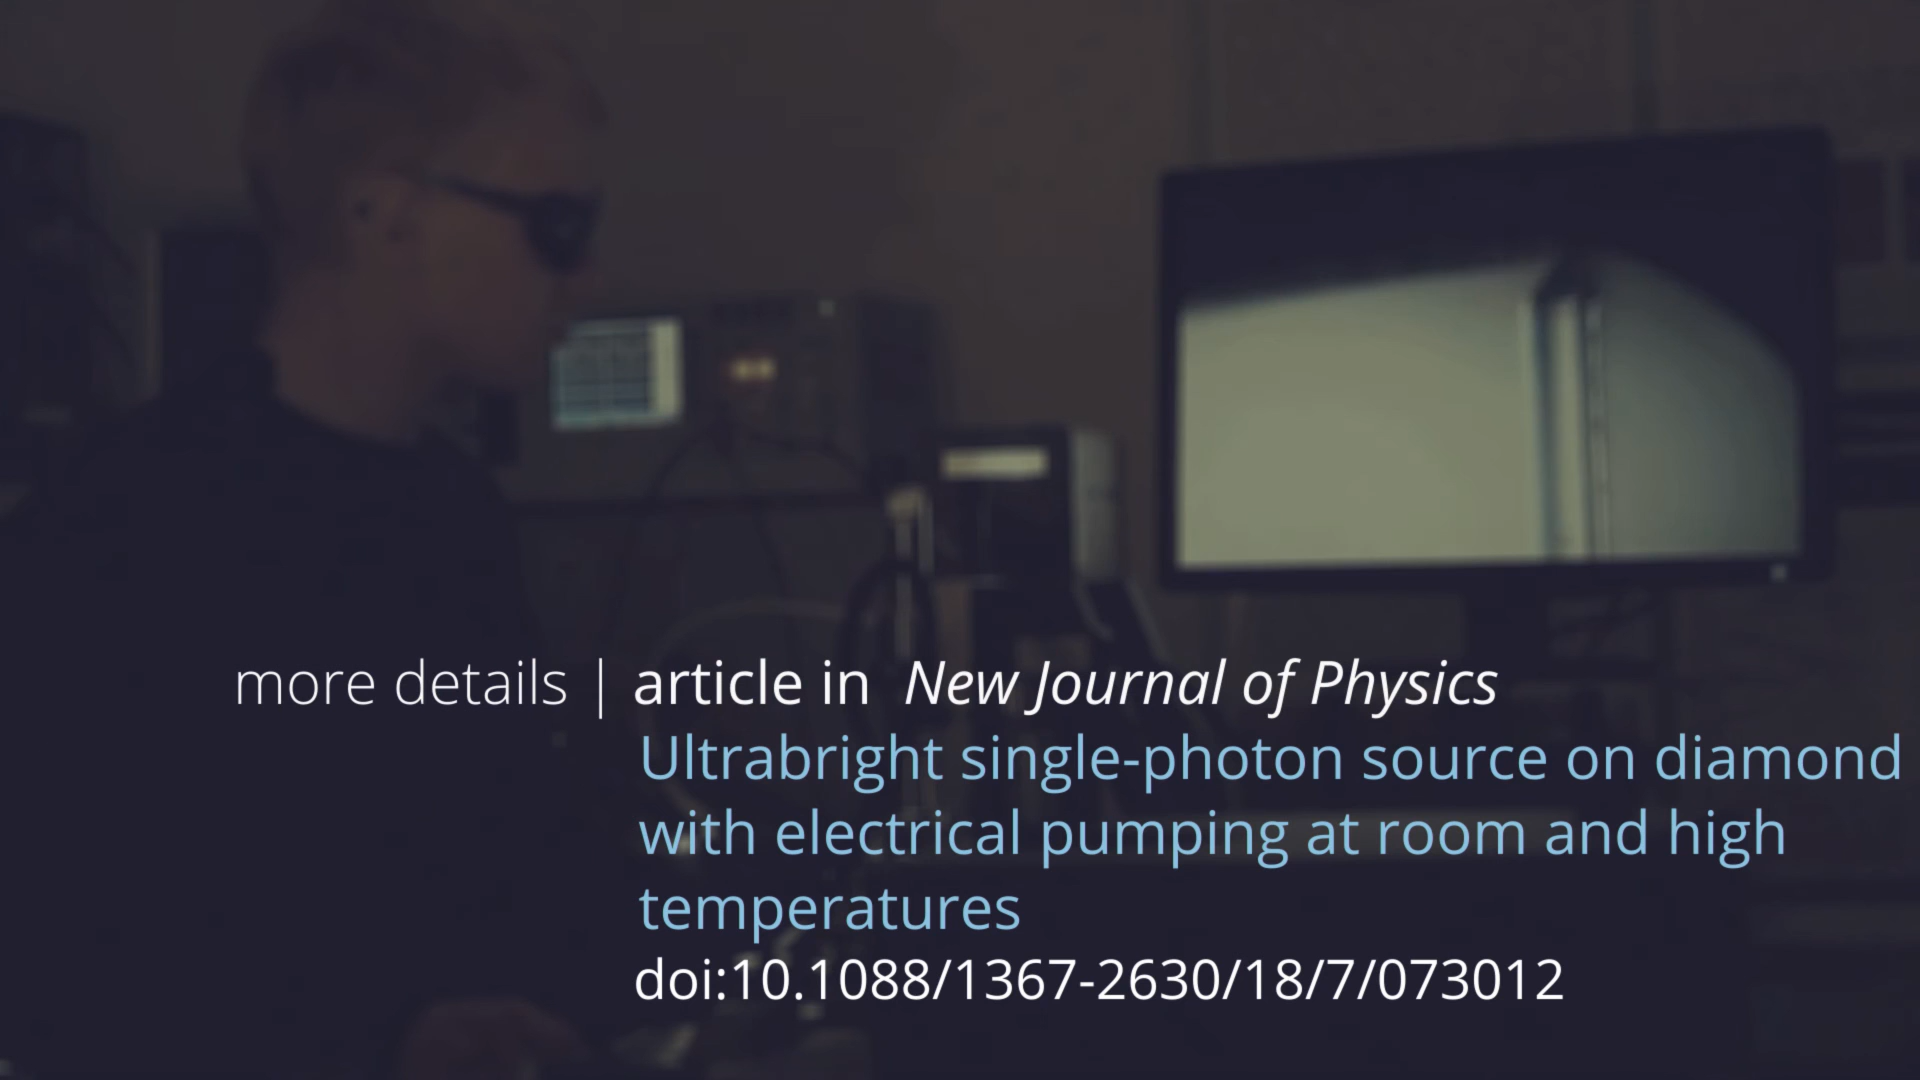 more details | article in New Journal of Physics
Ultrabright single-photon source on diamond
with electrical pumping at room and high
temperatures
doi:10.1088/1367-2630/18/7/073012